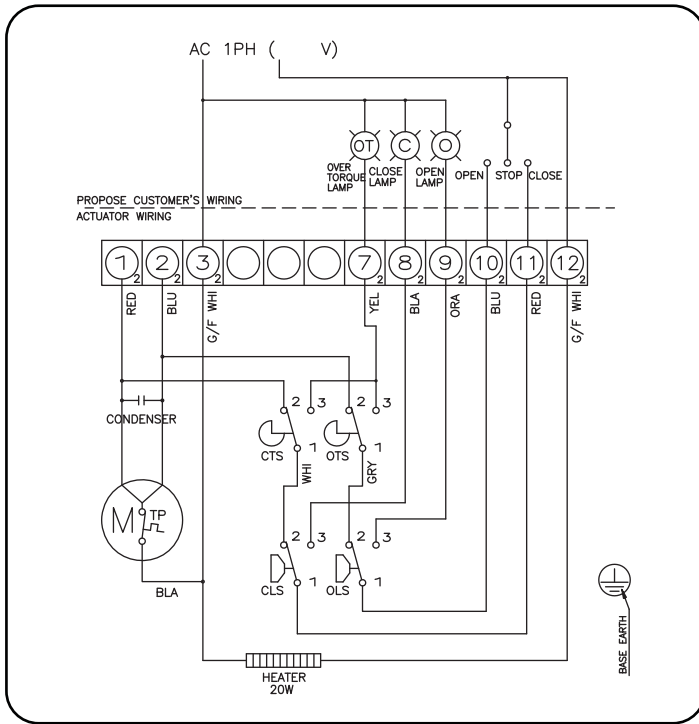 AC 1PH ( V)
OT
C
O
OVER
TORQUE
LAMP
CLOSE
LAMP
OPEN
LAMP
OPEN
STOP
CLOSE
PROPOSE CUSTOMER'S WIRING
ACTUATOR WIRING
1 2
2 2
3 2
7 2
8 2
9 2
10 2
11 2
12 2
RED
BLU
G/F WHI
YEL
BLA
ORA
BLU
RED
G/F WHI
CONDENSER
2 3
2 3
1
1
CTS
OTS
WHI
GRY
M
TP
2 3
2 3
1
1
CLS
OLS
BLA
HEATER
20W
BASE EARTH